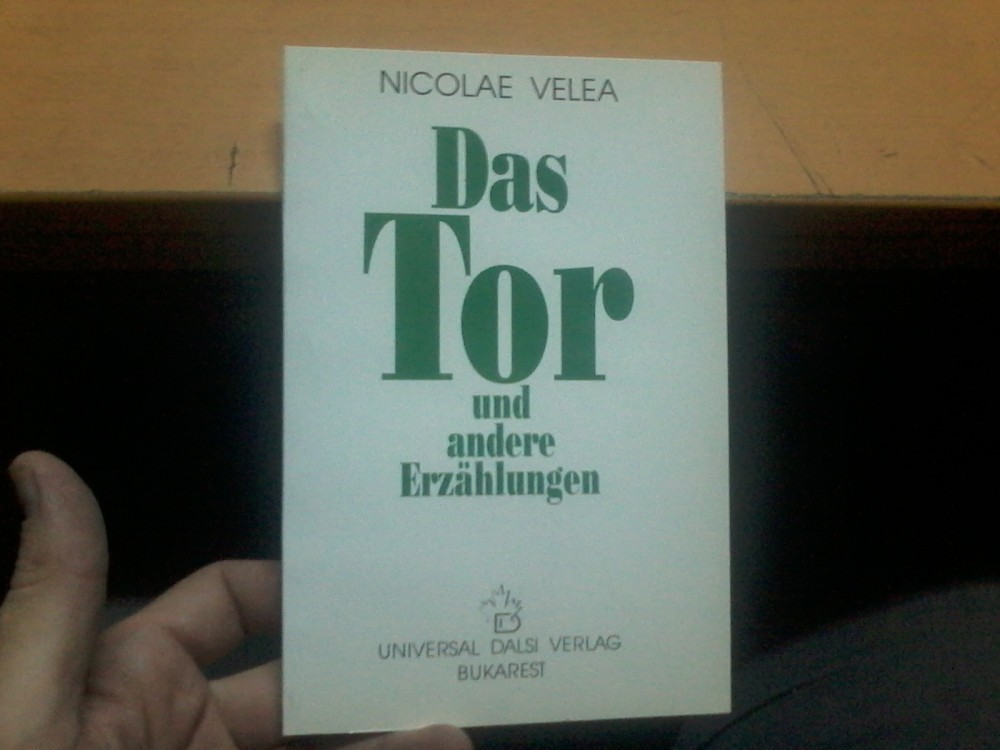 NICOLAE VELEA
Das
Tor
und
andere
Erzählungen
UNIVERSAL DALSI VERLAG
BUKAREST